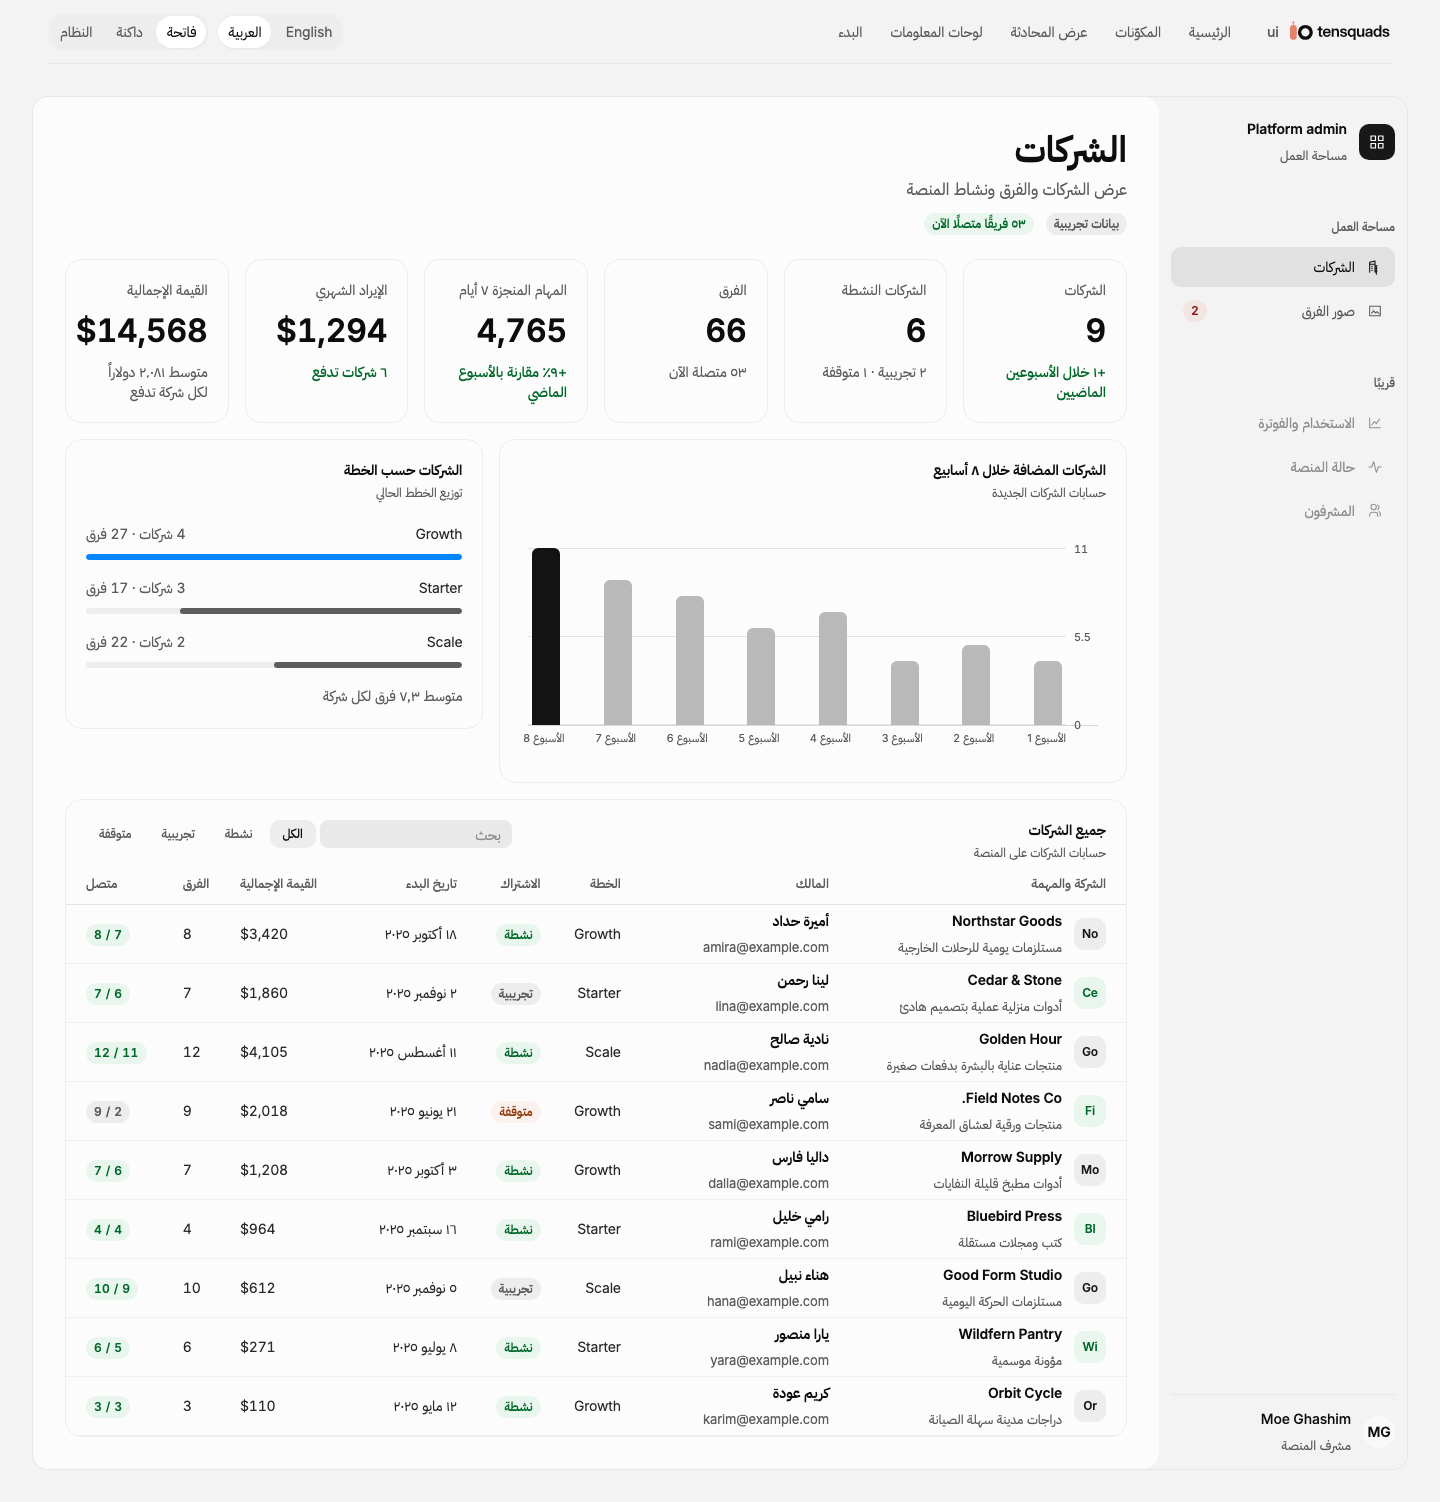 tensquads ui
الرئيسية
المكوّنات
عرض المحادثة
لوحات المعلومات
البدء
English
العربية
فاتحة
داكنة
النظام
Platform admin
مساحة العمل
مساحة العمل
الشركات
صور الفرق 2
قريبًا
الاستخدام والفوترة
حالة المنصة
المشرفون
Moe Ghashim
MG
مشرف المنصة
الشركات
عرض الشركات والفرق ونشاط المنصة
بيانات تجريبية
٥٣ فريقًا متصلًا الآن
الشركات
9
+١ خلال الأسبوعين
الماضيين
الشركات النشطة
6
٢ تجريبية · ١ متوقفة
الفرق
66
٥٣ متصلة الآن
المهام المنجزة ٧ أيام
4,765
+٩٪ مقارنة بالأسبوع
الماضي
الإيراد الشهري
$1,294
٦ شركات تدفع
القيمة الإجمالية
$14,568
متوسط ٢,٠٨١ دولاراً
لكل شركة تدفع
الشركات المضافة خلال ٨ أسابيع
حسابات الشركات الجديدة
11
5.5
0
الأسبوع 1
الأسبوع 2
الأسبوع 3
الأسبوع 4
الأسبوع 5
الأسبوع 6
الأسبوع 7
الأسبوع 8
الشركات حسب الخطة
توزيع الخطط الحالي
Growth
4 شركات · 27 فرق
Starter
3 شركات · 17 فرق
Scale
2 شركات · 22 فرق
متوسط ٧,٣ فرق لكل شركة
جميع الشركات
حسابات الشركات على المنصة
بحث
الكل
نشطة
تجريبية
متوقفة
الشركة والمهمة
المالك
الخطة
الاشتراك
تاريخ البدء
القيمة الإجمالية
الفرق
متصل
No
Northstar Goods
مستلزمات يومية للرحلات الخارجية
أميرة حداد
amira@example.com
Growth
نشطة
١٨ أكتوبر ٢٠٢٥
$3,420
8
8 / 7
Ce
Cedar & Stone
أدوات منزلية عملية بتصميم هادئ
لينا رحمن
lina@example.com
Starter
تجريبية
٢ نوفمبر ٢٠٢٥
$1,860
7
7 / 6
Go
Golden Hour
منتجات عناية بالبشرة بدفعات صغيرة
نادية صالح
nadia@example.com
Scale
نشطة
١١ أغسطس ٢٠٢٥
$4,105
12
12 / 11
Fi
.Field Notes Co
منتجات ورقية لعشاق المعرفة
سامي ناصر
sami@example.com
Growth
متوقفة
٢١ يونيو ٢٠٢٥
$2,018
9
9 / 2
Mo
Morrow Supply
أدوات مطبخ قليلة النفايات
داليا فارس
dalia@example.com
Growth
نشطة
٣ أكتوبر ٢٠٢٥
$1,208
7
7 / 6
Bl
Bluebird Press
كتب ومجلات مستقلة
رامي خليل
rami@example.com
Starter
نشطة
١٦ سبتمبر ٢٠٢٥
$964
4
4 / 4
Go
Good Form Studio
مستلزمات الحركة اليومية
هناء نبيل
hana@example.com
Scale
تجريبية
٥ نوفمبر ٢٠٢٥
$612
10
10 / 9
Wi
Wildfern Pantry
مؤونة موسمية
يارا منصور
yara@example.com
Starter
نشطة
٨ يوليو ٢٠٢٥
$271
6
6 / 5
Or
Orbit Cycle
دراجات مدينة سهلة الصيانة
كريم عودة
karim@example.com
Growth
نشطة
١٢ مايو ٢٠٢٥
$110
3
3 / 3